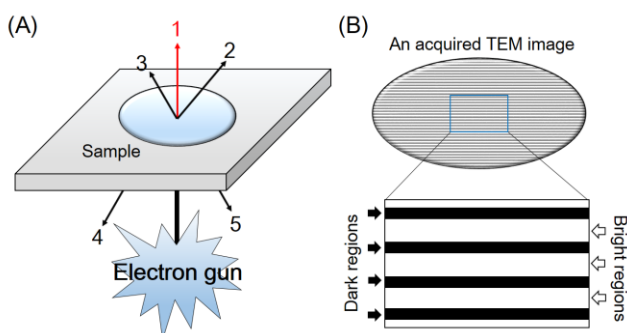 (A)
1
2
3
Sample
4
5
Electron gun
(B)
An acquired TEM image
Dark regions
Bright regions